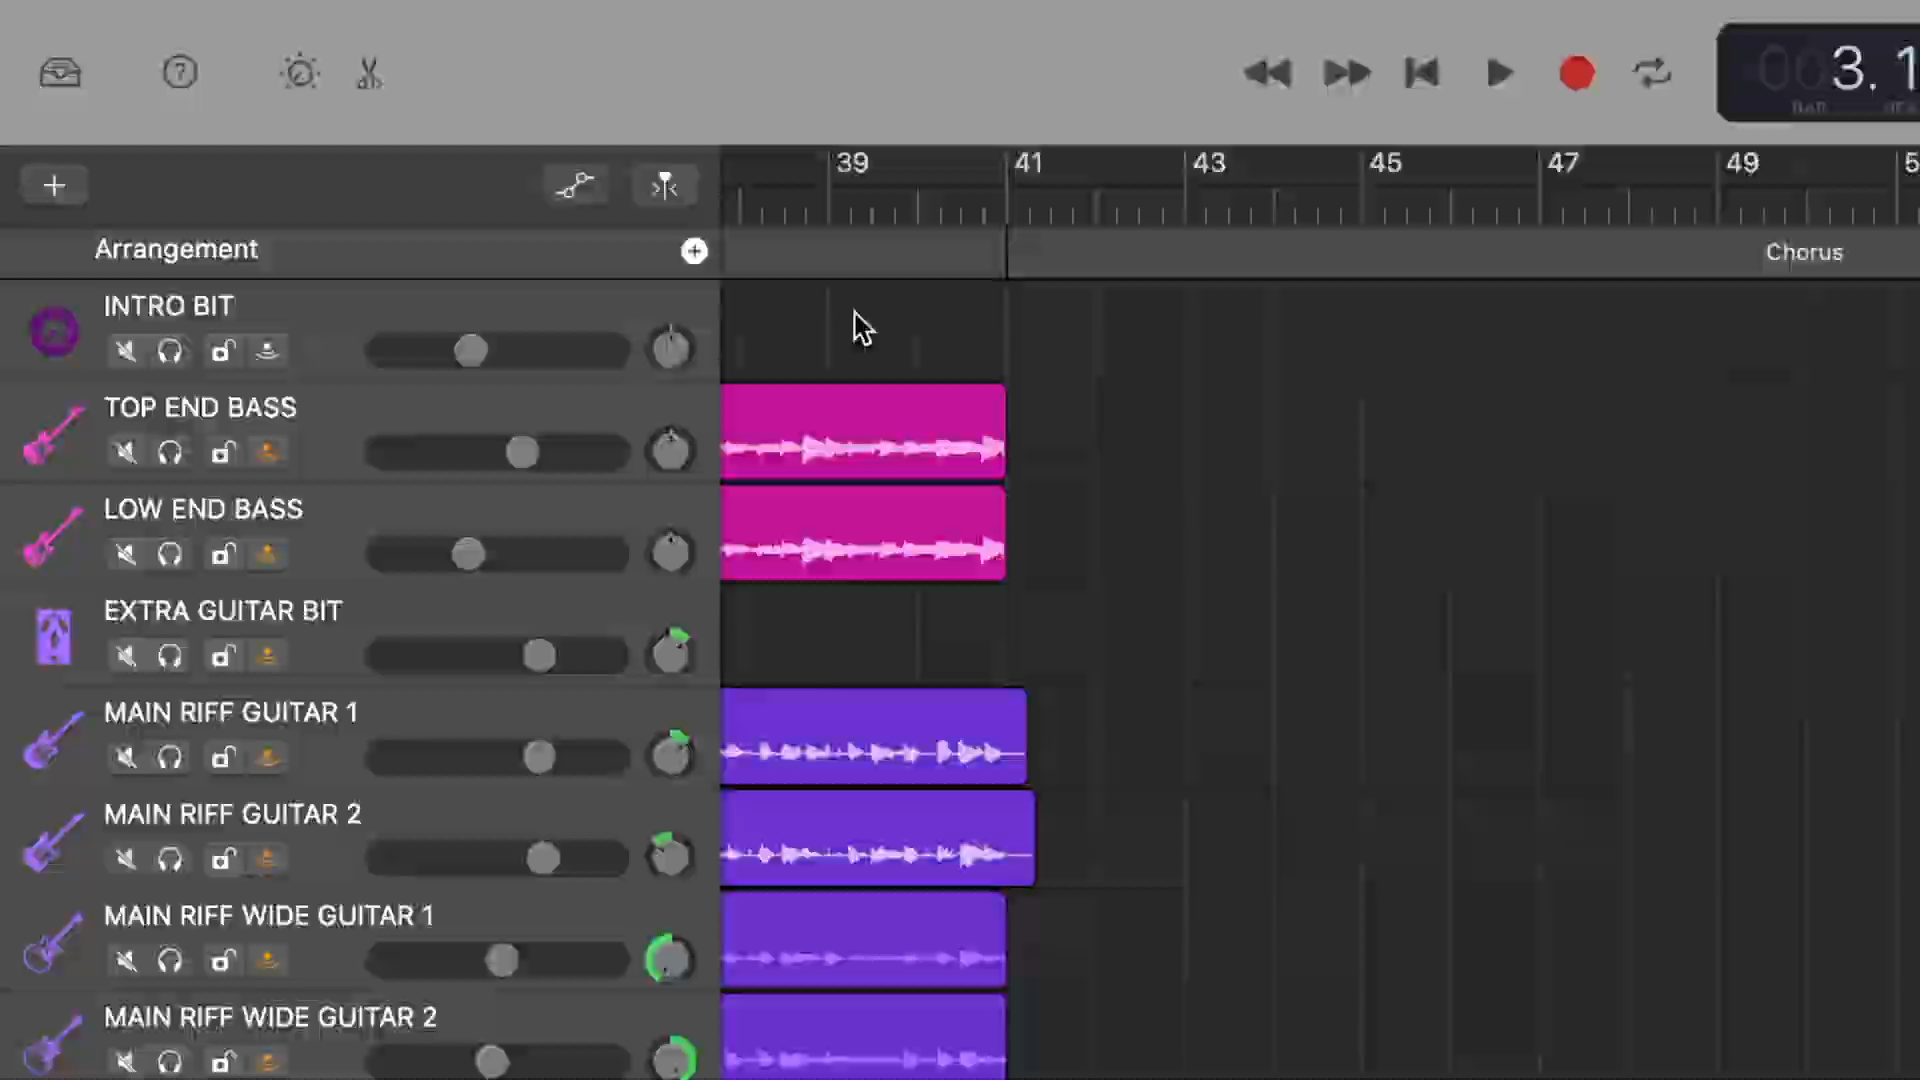 3. 1
BAR
39 41 43 45 47 49 5
Arrangement
Chorus
INTRO BIT
TOP END BASS
LOW END BASS
EXTRA GUITAR BIT
MAIN RIFF GUITAR 1
MAIN RIFF GUITAR 2
MAIN RIFF WIDE GUITAR 1
MAIN RIFF WIDE GUITAR 2